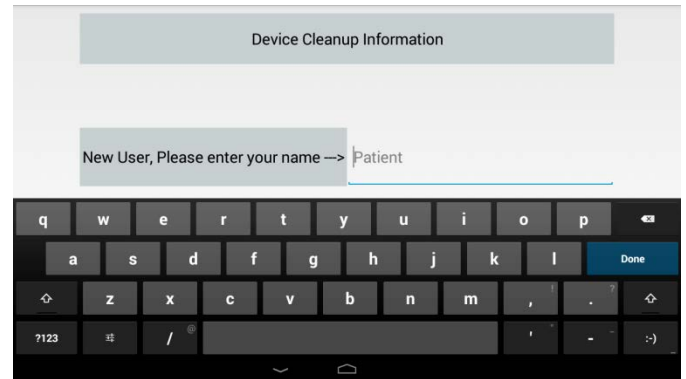 Device Cleanup Information
New User, Please enter your name ---> Patient
q w e r t y u i o p
a s d f g h j k l Done
z x c v b n m , ! . ?
?123 / @ ' " - _ :-)